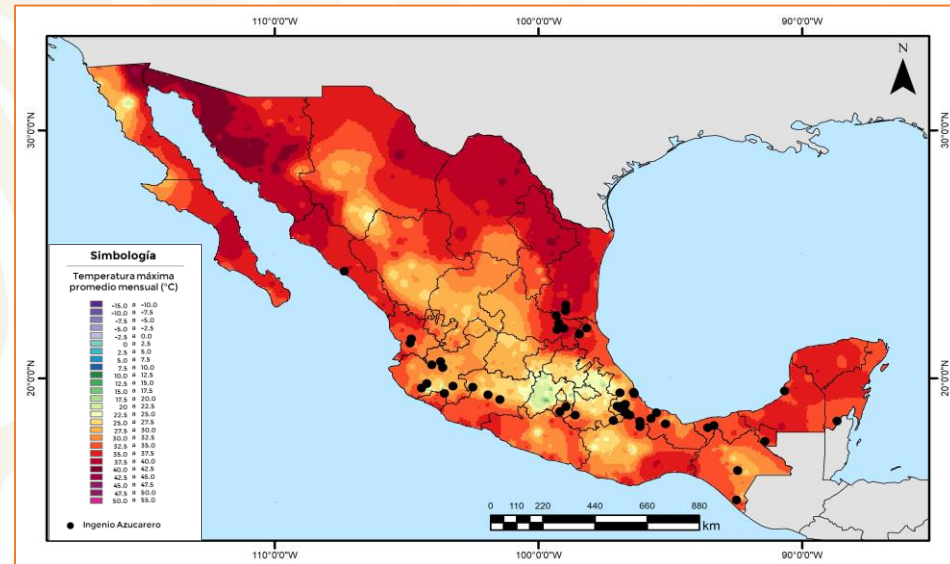 110°0'0"W 100°0'0"W 90°0'0"W
N
30°0'0"N 30°0'0"N
20°0'0"N 20°0'0"N
Simbología
Temperatura máxima
promedio mensual (°C)
-15.0 a -10.0
-10.0 a -7.5
-7.5 a -5.0
-5.0 a -2.5
-2.5 a 0.0
0 a 2.5
2.5 a 5.0
5.0 a 7.5
7.5 a 10.0
10.0 a 12.5
12.5 a 15.0
15.0 a 17.5
17.5 a 20.0
20 a 22.5
22.5 a 25.0
25.0 a 27.5
27.5 a 30.0
30.0 a 32.5
32.5 a 35.0
35.0 a 37.5
37.5 a 40.0
40.0 a 42.5
42.5 a 45.0
45.0 a 47.5
47.5 a 50.0
50.0 a 55.0
Ingenio Azucarero
0 110 220 440 660 880
km
110°0'0"W 100°0'0"W 90°0'0"W